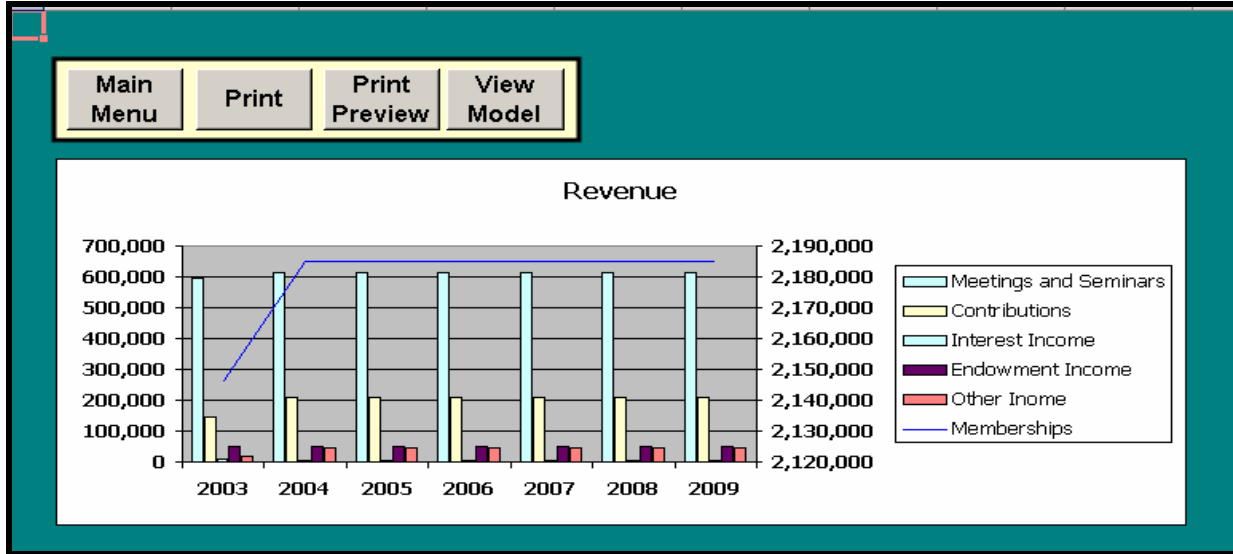 Main Menu
Print
Print Preview
View Model
Revenue
700,000
600,000
500,000
400,000
300,000
200,000
100,000
0
2,190,000
2,180,000
2,170,000
2,160,000
2,150,000
2,140,000
2,130,000
2,120,000
2003 2004 2005 2006 2007 2008 2009
Meetings and Seminars
Contributions
Interest Income
Endowment Income
Other Inome
Memberships